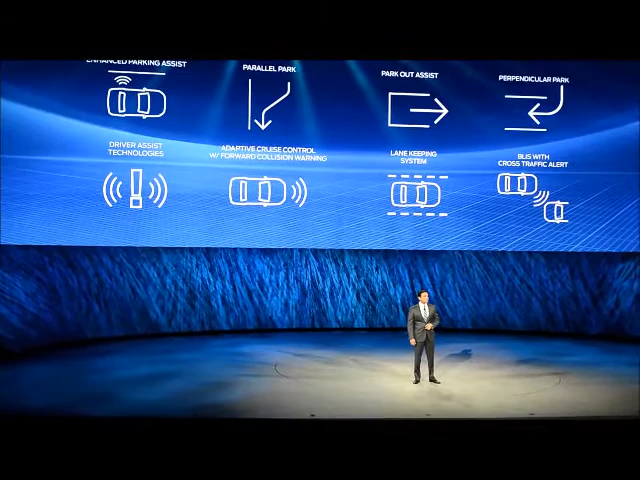 ENHANCED PARKING ASSIST
PARALLEL PARK
PARK OUT ASSIST
PERPENDICULAR PARK
DRIVER ASSIST
TECHNOLOGIES
ADAPTIVE CRUISE CONTROL
W/ FORWARD COLLISION WARNING
LANE KEEPING
SYSTEM
BLIS WITH
CROSS TRAFFIC ALERT